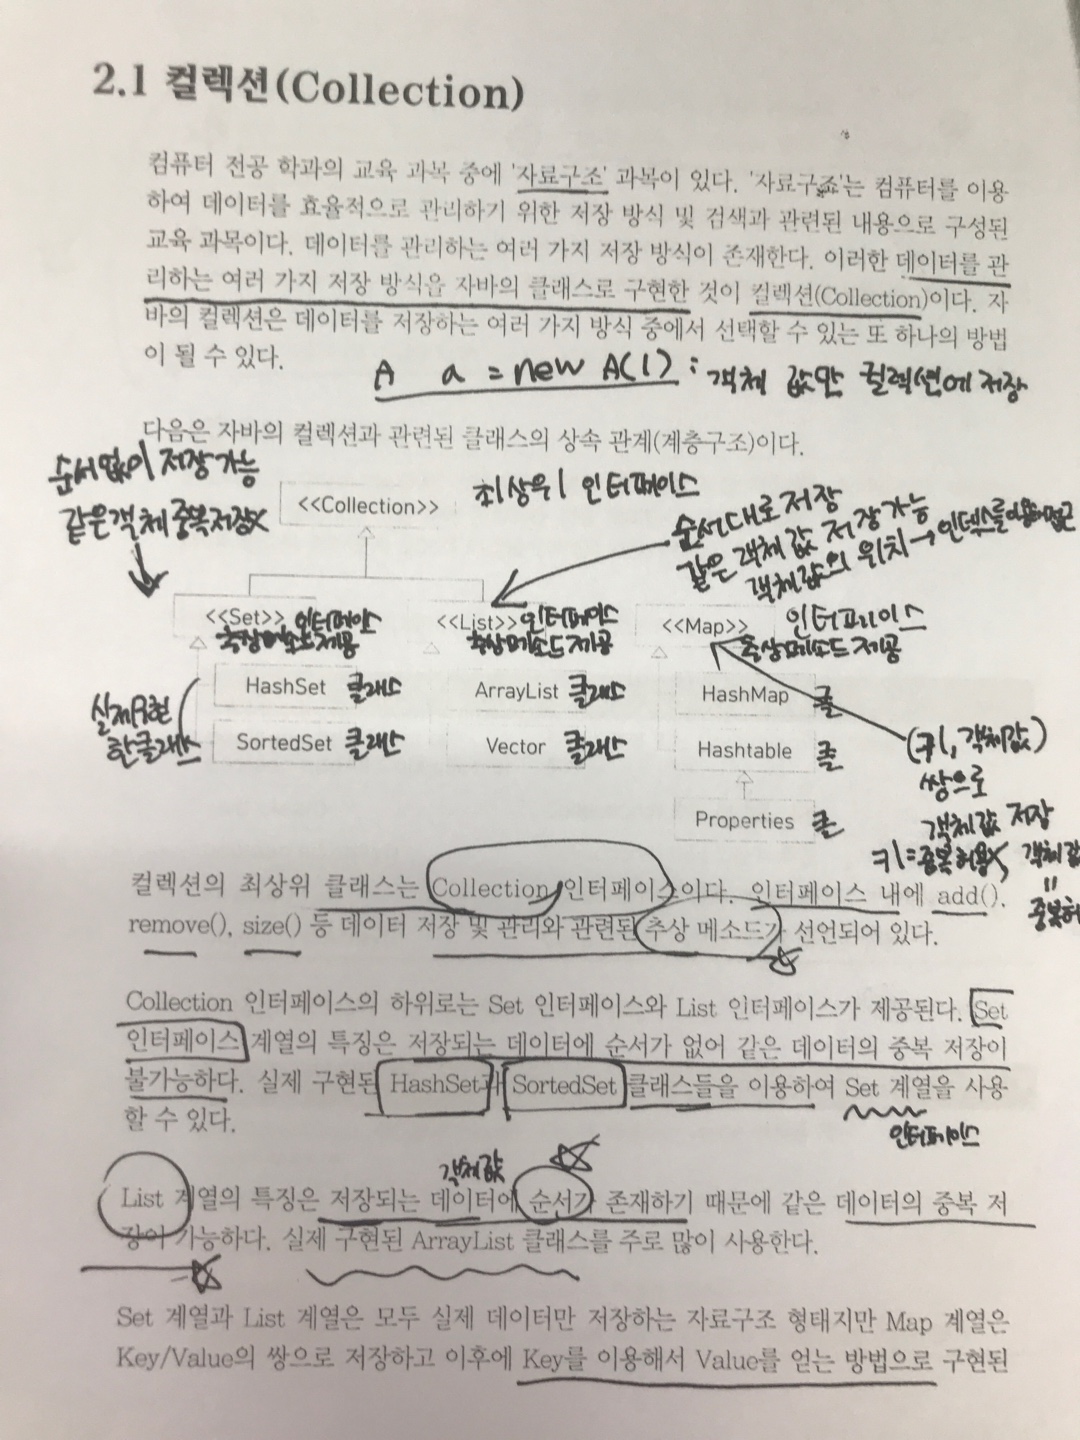 2.1 컬렉션(Collection)
컴퓨터 전공 학과의 교육 과목 중에 '자료구조' 과목이 있다. '자료구조'는 컴퓨터를 이용
하여 데이터를 효율적으로 관리하기 위한 저장 방식 및 검색과 관련된 내용으로 구성된
교육 과목이다. 데이터를 관리하는 여러 가지 저장 방식이 존재한다. 이러한 데이터를 관
리하는 여러 가지 저장 방식을 자바의 클래스로 구현한 것이 컬렉션(Collection)이다. 자
바의 컬렉션은 데이터를 저장하는 여러 가지 방식 중에서 선택할 수 있는 또 하나의 방법
이 될 수 있다.
A a = new A(1) : 객체 값만 컬렉션에 저장
다음은 자바의 컬렉션과 관련된 클래스의 상속 관계(계층구조)이다.
순서없이 저장가능
같은객체 중복저장X
<<Collection>>
최상위 인터페이스
순서대로 저장
같은 객체 값 저장가능
객체값의 위치 → 인덱스를
<<Set>> 인터페이스
추상메소드제공
<<List>> 인터페이스
추상메소드제공
<<Map>> 인터페이스
추상메소드제공
HashSet 클래스
ArrayList 클래스
HashMap 클
실제구현
한클래스
SortedSet 클래스
Vector 클래스
Hashtable 클
Properties 클
(키, 객체값)
쌍으로
객체값 저장
키=중복허용X, 객체값
=
중복허
컬렉션의 최상위 클래스는 Collection 인터페이스이다. 인터페이스 내에 add(),
remove(), size() 등 데이터 저장 및 관리와 관련된 추상 메소드가 선언되어 있다.
Collection 인터페이스의 하위로는 Set 인터페이스와 List 인터페이스가 제공된다. Set
인터페이스 계열의 특징은 저장되는 데이터에 순서가 없어 같은 데이터의 중복 저장이
불가능하다. 실제 구현된 HashSet과 SortedSet 클래스들을 이용하여 Set 계열을 사용
할 수 있다.
인터페이스
객체값
List 계열의 특징은 저장되는 데이터에 순서가 존재하기 때문에 같은 데이터의 중복 저
장이 가능하다. 실제 구현된 ArrayList 클래스를 주로 많이 사용한다.
Set 계열과 List 계열은 모두 실제 데이터만 저장하는 자료구조 형태지만 Map 계열은
Key/Value의 쌍으로 저장하고 이후에 Key를 이용해서 Value를 얻는 방법으로 구현된